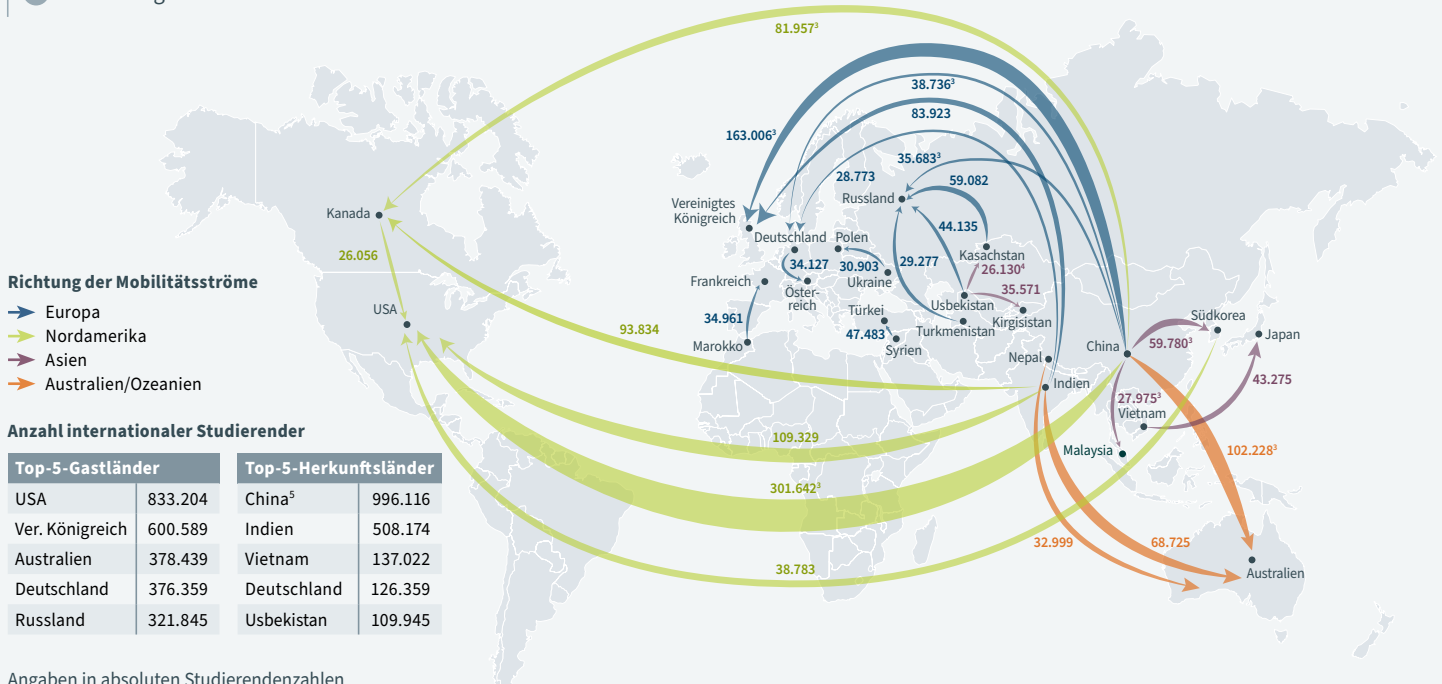 81.957³
38.736³
83.923
163.006³
35.683³
28.773
59.082
Russland
Vereinigtes
Königreich
Kanada
44.135
Deutschland
Polen
Kasachstan
26.056
34.127
30.903
29.277
26.130⁴
Richtung der Mobilitätsströme
Frankreich
Öster-
reich
Ukraine
35.571
Europa
USA
Türkei
Usbekistan
Südkorea
Nordamerika
34.961
47.483
Turkmenistan
Kirgisistan
93.834
Asien
Marokko
Syrien
Nepal
China
59.780³
Japan
Australien/Ozeanien
Indien
43.275
27.975³
Vietnam
Anzahl internationaler Studierender
109.329
Malaysia
102.228³
Top-5-Gastländer
Top-5-Herkunftsländer
USA 833.204
China⁵ 996.116
301.642³
Ver. Königreich 600.589
Indien 508.174
32.999
68.725
Australien 378.439
Vietnam 137.022
38.783
Australien
Deutschland 376.359
Deutschland 126.359
Russland 321.845
Usbekistan 109.945
Angaben in absoluten Studierendenzahlen